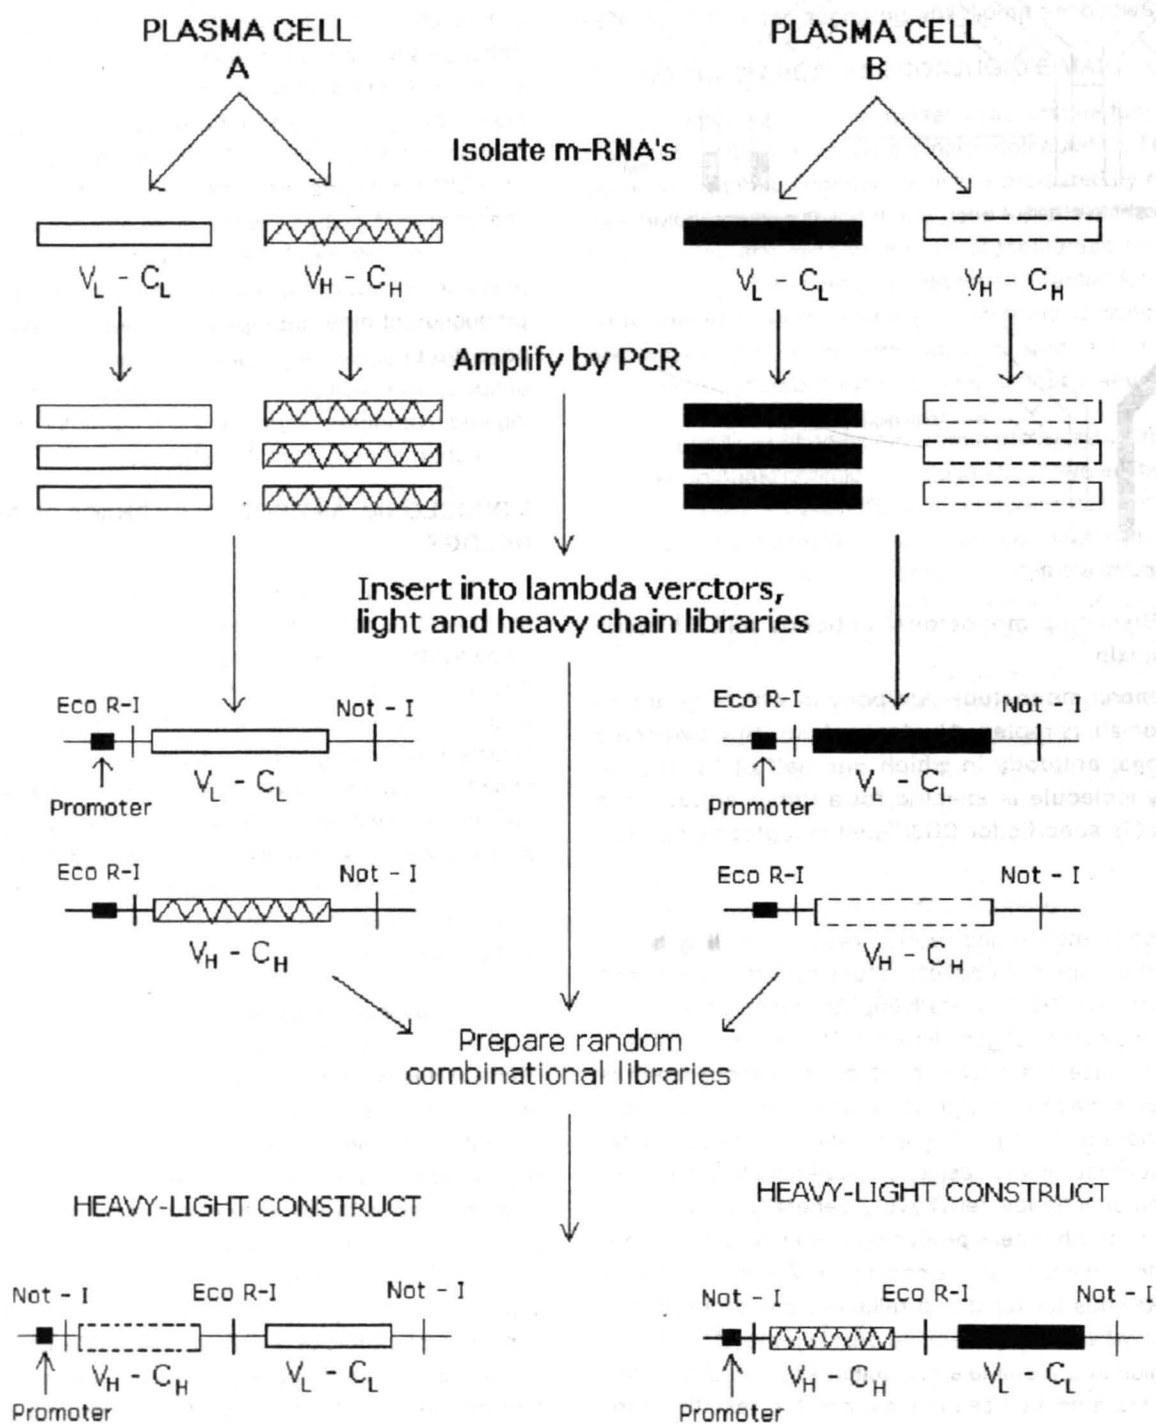 PLASMA CELL
A
PLASMA CELL
B
Isolate m-RNA's
V_L - C_L
V_H - C_H
V_L - C_L
V_H - C_H
Amplify by PCR
Insert into lambda verctors,
light and heavy chain libraries
Eco R-I
Not - I
V_L - C_L
Promoter
Eco R-I
Not - I
V_L - C_L
Promoter
Eco R-I
Not - I
V_H - C_H
Eco R-I
Not - I
V_H - C_H
Prepare random
combinational libraries
HEAVY-LIGHT CONSTRUCT
HEAVY-LIGHT CONSTRUCT
Not - I
Eco R-I
Not - I
V_H - C_H
V_L - C_L
Promoter
Not - I
Eco R-I
Not - I
V_H - C_H
V_L - C_L
Promoter